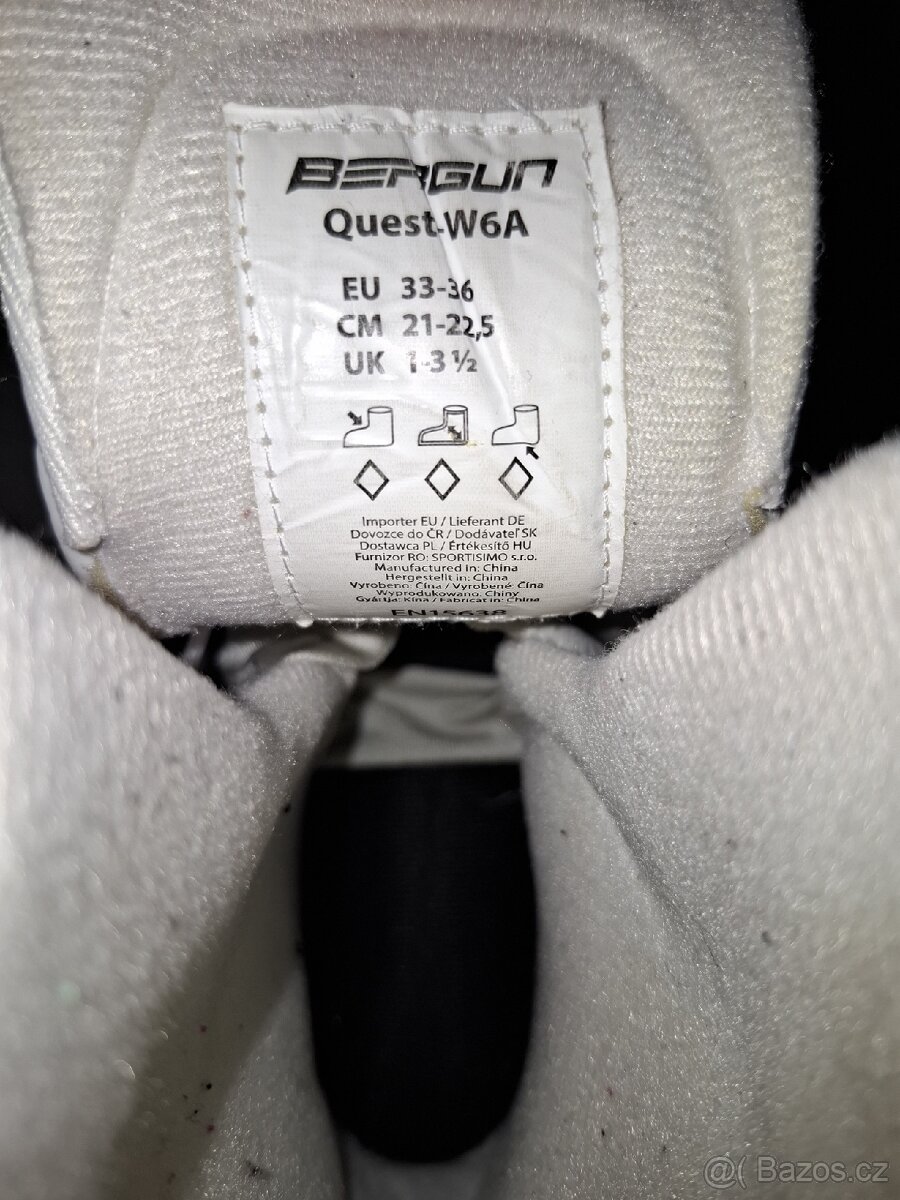 BERGUN
Quest-W6A
EU 33-36
CM 21-22,5
UK 1-3 ½
Importer EU / Lieferant DE
Dovozce do ČR / Dodávateľ SK
Dostawca PL / Értékesítő HU
Furnizor RO: SPORTISIMO s.r.o.
Manufactured in: China
Hergestellt in: China
Vyrobeno: Čína / Vyrobené: Čína
Wyprodukowano: Chiny
Gyártja: Kína / Fabricat in: China
EN15638
@( Bazos.cz